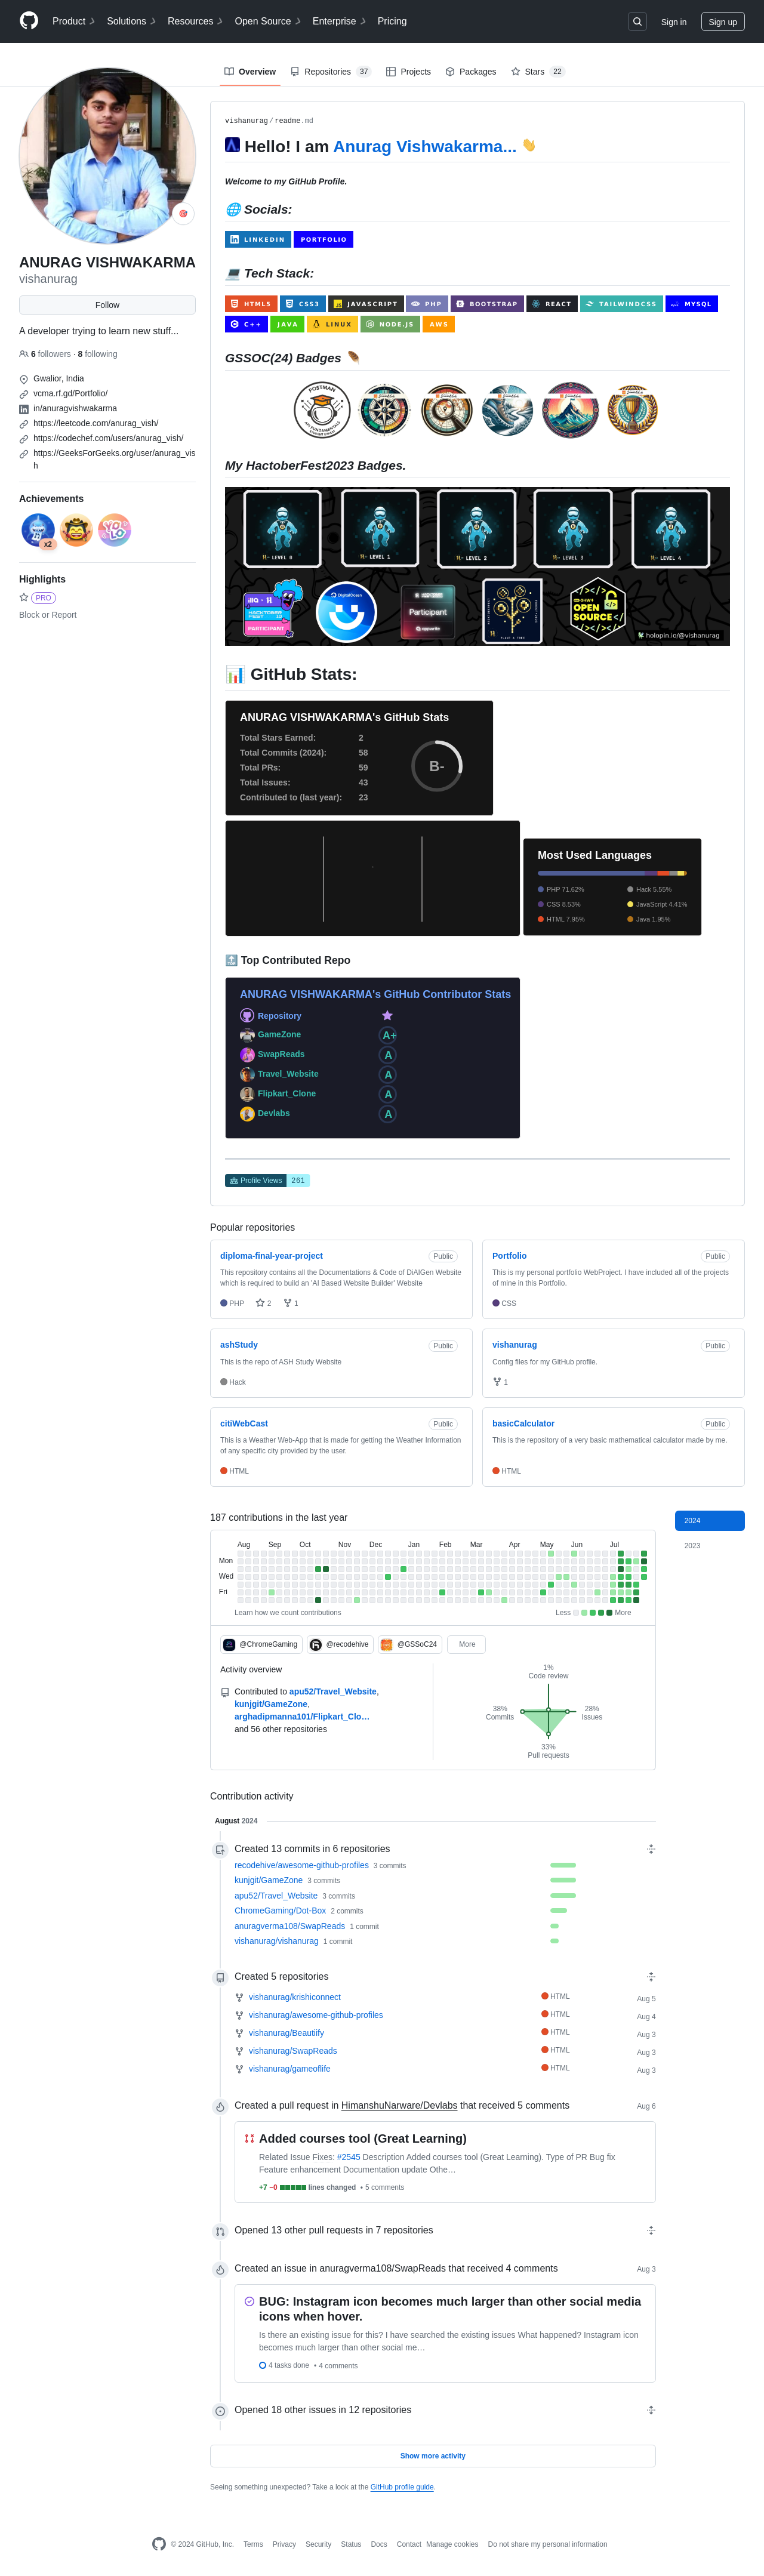 Product Solutions Resources Open Source Enterprise Pricing Sign in Sign up
Overview Repositories 37 Projects Packages Stars 22
ANURAG VISHWAKARMA
vishanurag
Follow
A developer trying to learn new stuff...
6 followers · 8 following
Gwalior, India
vcma.rf.gd/Portfolio/
in/anuragvishwakarma
https://leetcode.com/anurag_vish/
https://codechef.com/users/anurag_vish/
https://GeeksForGeeks.org/user/anurag_vis
h
Achievements
x2
YOLO
Highlights
PRO
Block or Report
vishanurag/readme.md
Hello! I am Anurag Vishwakarma... 👋
Welcome to my GitHub Profile.
🌐 Socials:
LINKEDIN PORTFOLIO
💻 Tech Stack:
HTML5 CSS3 JAVASCRIPT PHP BOOTSTRAP REACT TAILWINDCSS MYSQL
C++ JAVA LINUX NODE.JS AWS
GSSOC(24) Badges 🪶
POSTMAN
My HactoberFest2023 Badges.
LEVEL 0 LEVEL 1 LEVEL 2 LEVEL 3 LEVEL 4
HACKTOBERFEST
PARTICIPANT
DigitalOcean
Participant
PLANT A TREE
OPEN
SOURCE
holopin.io/@vishanurag
📊 GitHub Stats:
ANURAG VISHWAKARMA's GitHub Stats
Total Stars Earned: 2
Total Commits (2024): 58
Total PRs: 59
Total Issues: 43
Contributed to (last year): 23
B-
Most Used Languages
PHP 71.62% Hack 5.55%
CSS 8.53% JavaScript 4.41%
HTML 7.95% Java 1.95%
🔝 Top Contributed Repo
ANURAG VISHWAKARMA's GitHub Contributor Stats
Repository
GameZone A+
SwapReads A
Travel_Website A
Flipkart_Clone A
Devlabs A
Profile Views 261
Popular repositories
diploma-final-year-project Public
This repository contains all the Documentations & Code of DiAIGen Website
which is required to build an 'AI Based Website Builder' Website
PHP 2 1
Portfolio Public
This is my personal portfolio WebProject. I have included all of the projects
of mine in this Portfolio.
CSS
ashStudy Public
This is the repo of ASH Study Website
Hack
vishanurag Public
Config files for my GitHub profile.
1
citiWebCast Public
This is a Weather Web-App that is made for getting the Weather Information
of any specific city provided by the user.
HTML
basicCalculator Public
This is the repository of a very basic mathematical calculator made by me.
HTML
187 contributions in the last year
2024
2023
Aug Sep Oct Nov Dec Jan Feb Mar Apr May Jun Jul
Mon
Wed
Fri
Learn how we count contributions Less More
@ChromeGaming @recodehive @GSSoC24 More
Activity overview
Contributed to apu52/Travel_Website,
kunjgit/GameZone,
arghadipmanna101/Flipkart_Clo…
and 56 other repositories
1%
Code review
38%
Commits
28%
Issues
33%
Pull requests
Contribution activity
August 2024
Created 13 commits in 6 repositories
recodehive/awesome-github-profiles 3 commits
kunjgit/GameZone 3 commits
apu52/Travel_Website 3 commits
ChromeGaming/Dot-Box 2 commits
anuragverma108/SwapReads 1 commit
vishanurag/vishanurag 1 commit
Created 5 repositories
vishanurag/krishiconnect HTML Aug 5
vishanurag/awesome-github-profiles HTML Aug 4
vishanurag/Beautiify HTML Aug 3
vishanurag/SwapReads HTML Aug 3
vishanurag/gameoflife HTML Aug 3
Created a pull request in HimanshuNarware/Devlabs that received 5 comments Aug 6
Added courses tool (Great Learning)
Related Issue Fixes: #2545 Description Added courses tool (Great Learning). Type of PR Bug fix
Feature enhancement Documentation update Othe…
+7 −0 lines changed • 5 comments
Opened 13 other pull requests in 7 repositories
Created an issue in anuragverma108/SwapReads that received 4 comments Aug 3
BUG: Instagram icon becomes much larger than other social media
icons when hover.
Is there an existing issue for this? I have searched the existing issues What happened? Instagram icon
becomes much larger than other social me…
4 tasks done • 4 comments
Opened 18 other issues in 12 repositories
Show more activity
Seeing something unexpected? Take a look at the GitHub profile guide.
© 2024 GitHub, Inc. Terms Privacy Security Status Docs Contact Manage cookies Do not share my personal information